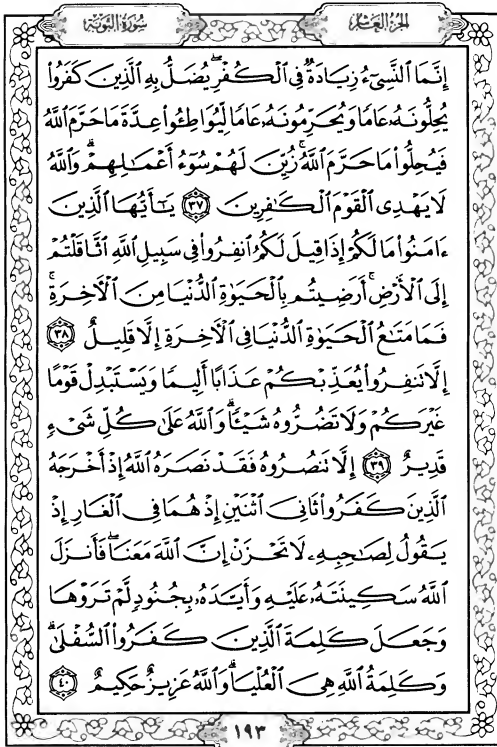 الجزء العاشر
سورة التوبة
إِنَّمَا ٱلنَّسِىٓءُ زِيَادَةٌ فِى ٱلْكُفْرِ ۖ يُضَلُّ بِهِ ٱلَّذِينَ كَفَرُوا۟
يُحِلُّونَهُۥ عَامًا وَيُحَرِّمُونَهُۥ عَامًا لِّيُوَاطِـُٔوا۟ عِدَّةَ مَا حَرَّمَ ٱللَّهُ
فَيُحِلُّوا۟ مَا حَرَّمَ ٱللَّهُ ۚ زُيِّنَ لَهُمْ سُوٓءُ أَعْمَـٰلِهِمْ ۗ وَٱللَّهُ
لَا يَهْدِى ٱلْقَوْمَ ٱلْكَـٰفِرِينَ ٣٧ يَـٰٓأَيُّهَا ٱلَّذِينَ
ءَامَنُوا۟ مَا لَكُمْ إِذَا قِيلَ لَكُمُ ٱنفِرُوا۟ فِى سَبِيلِ ٱللَّهِ ٱثَّاقَلْتُمْ
إِلَى ٱلْأَرْضِ ۚ أَرَضِيتُم بِٱلْحَيَوٰةِ ٱلدُّنْيَا مِنَ ٱلْـَٔاخِرَةِ ۚ
فَمَا مَتَـٰعُ ٱلْحَيَوٰةِ ٱلدُّنْيَا فِى ٱلْـَٔاخِرَةِ إِلَّا قَلِيلٌ ٣٨
إِلَّا تَنفِرُوا۟ يُعَذِّبْكُمْ عَذَابًا أَلِيمًا وَيَسْتَبْدِلْ قَوْمًا
غَيْرَكُمْ وَلَا تَضُرُّوهُ شَيْـًٔا ۗ وَٱللَّهُ عَلَىٰ كُلِّ شَىْءٍ
قَدِيرٌ ٣٩ إِلَّا تَنصُرُوهُ فَقَدْ نَصَرَهُ ٱللَّهُ إِذْ أَخْرَجَهُ
ٱلَّذِينَ كَفَرُوا۟ ثَانِىَ ٱثْنَيْنِ إِذْ هُمَا فِى ٱلْغَارِ إِذْ
يَقُولُ لِصَـٰحِبِهِۦ لَا تَحْزَنْ إِنَّ ٱللَّهَ مَعَنَا ۖ فَأَنزَلَ
ٱللَّهُ سَكِينَتَهُۥ عَلَيْهِ وَأَيَّدَهُۥ بِجُنُودٍ لَّمْ تَرَوْهَا
وَجَعَلَ كَلِمَةَ ٱلَّذِينَ كَفَرُوا۟ ٱلسُّفْلَىٰ ۗ
وَكَلِمَةُ ٱللَّهِ هِىَ ٱلْعُلْيَا ۗ وَٱللَّهُ عَزِيزٌ حَكِيمٌ ٤٠
١٩٣